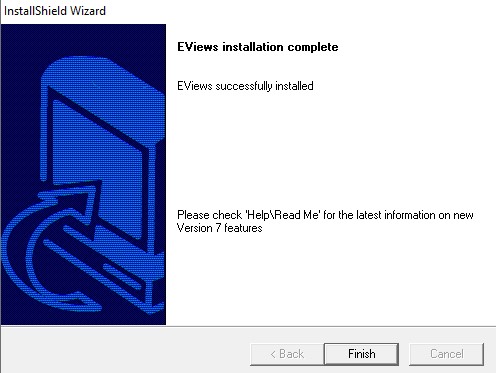 InstallShield Wizard
EViews installation complete
EViews successfully installed
Please check 'Help\Read Me' for the latest information on new
Version 7 features
< Back
Finish
Cancel